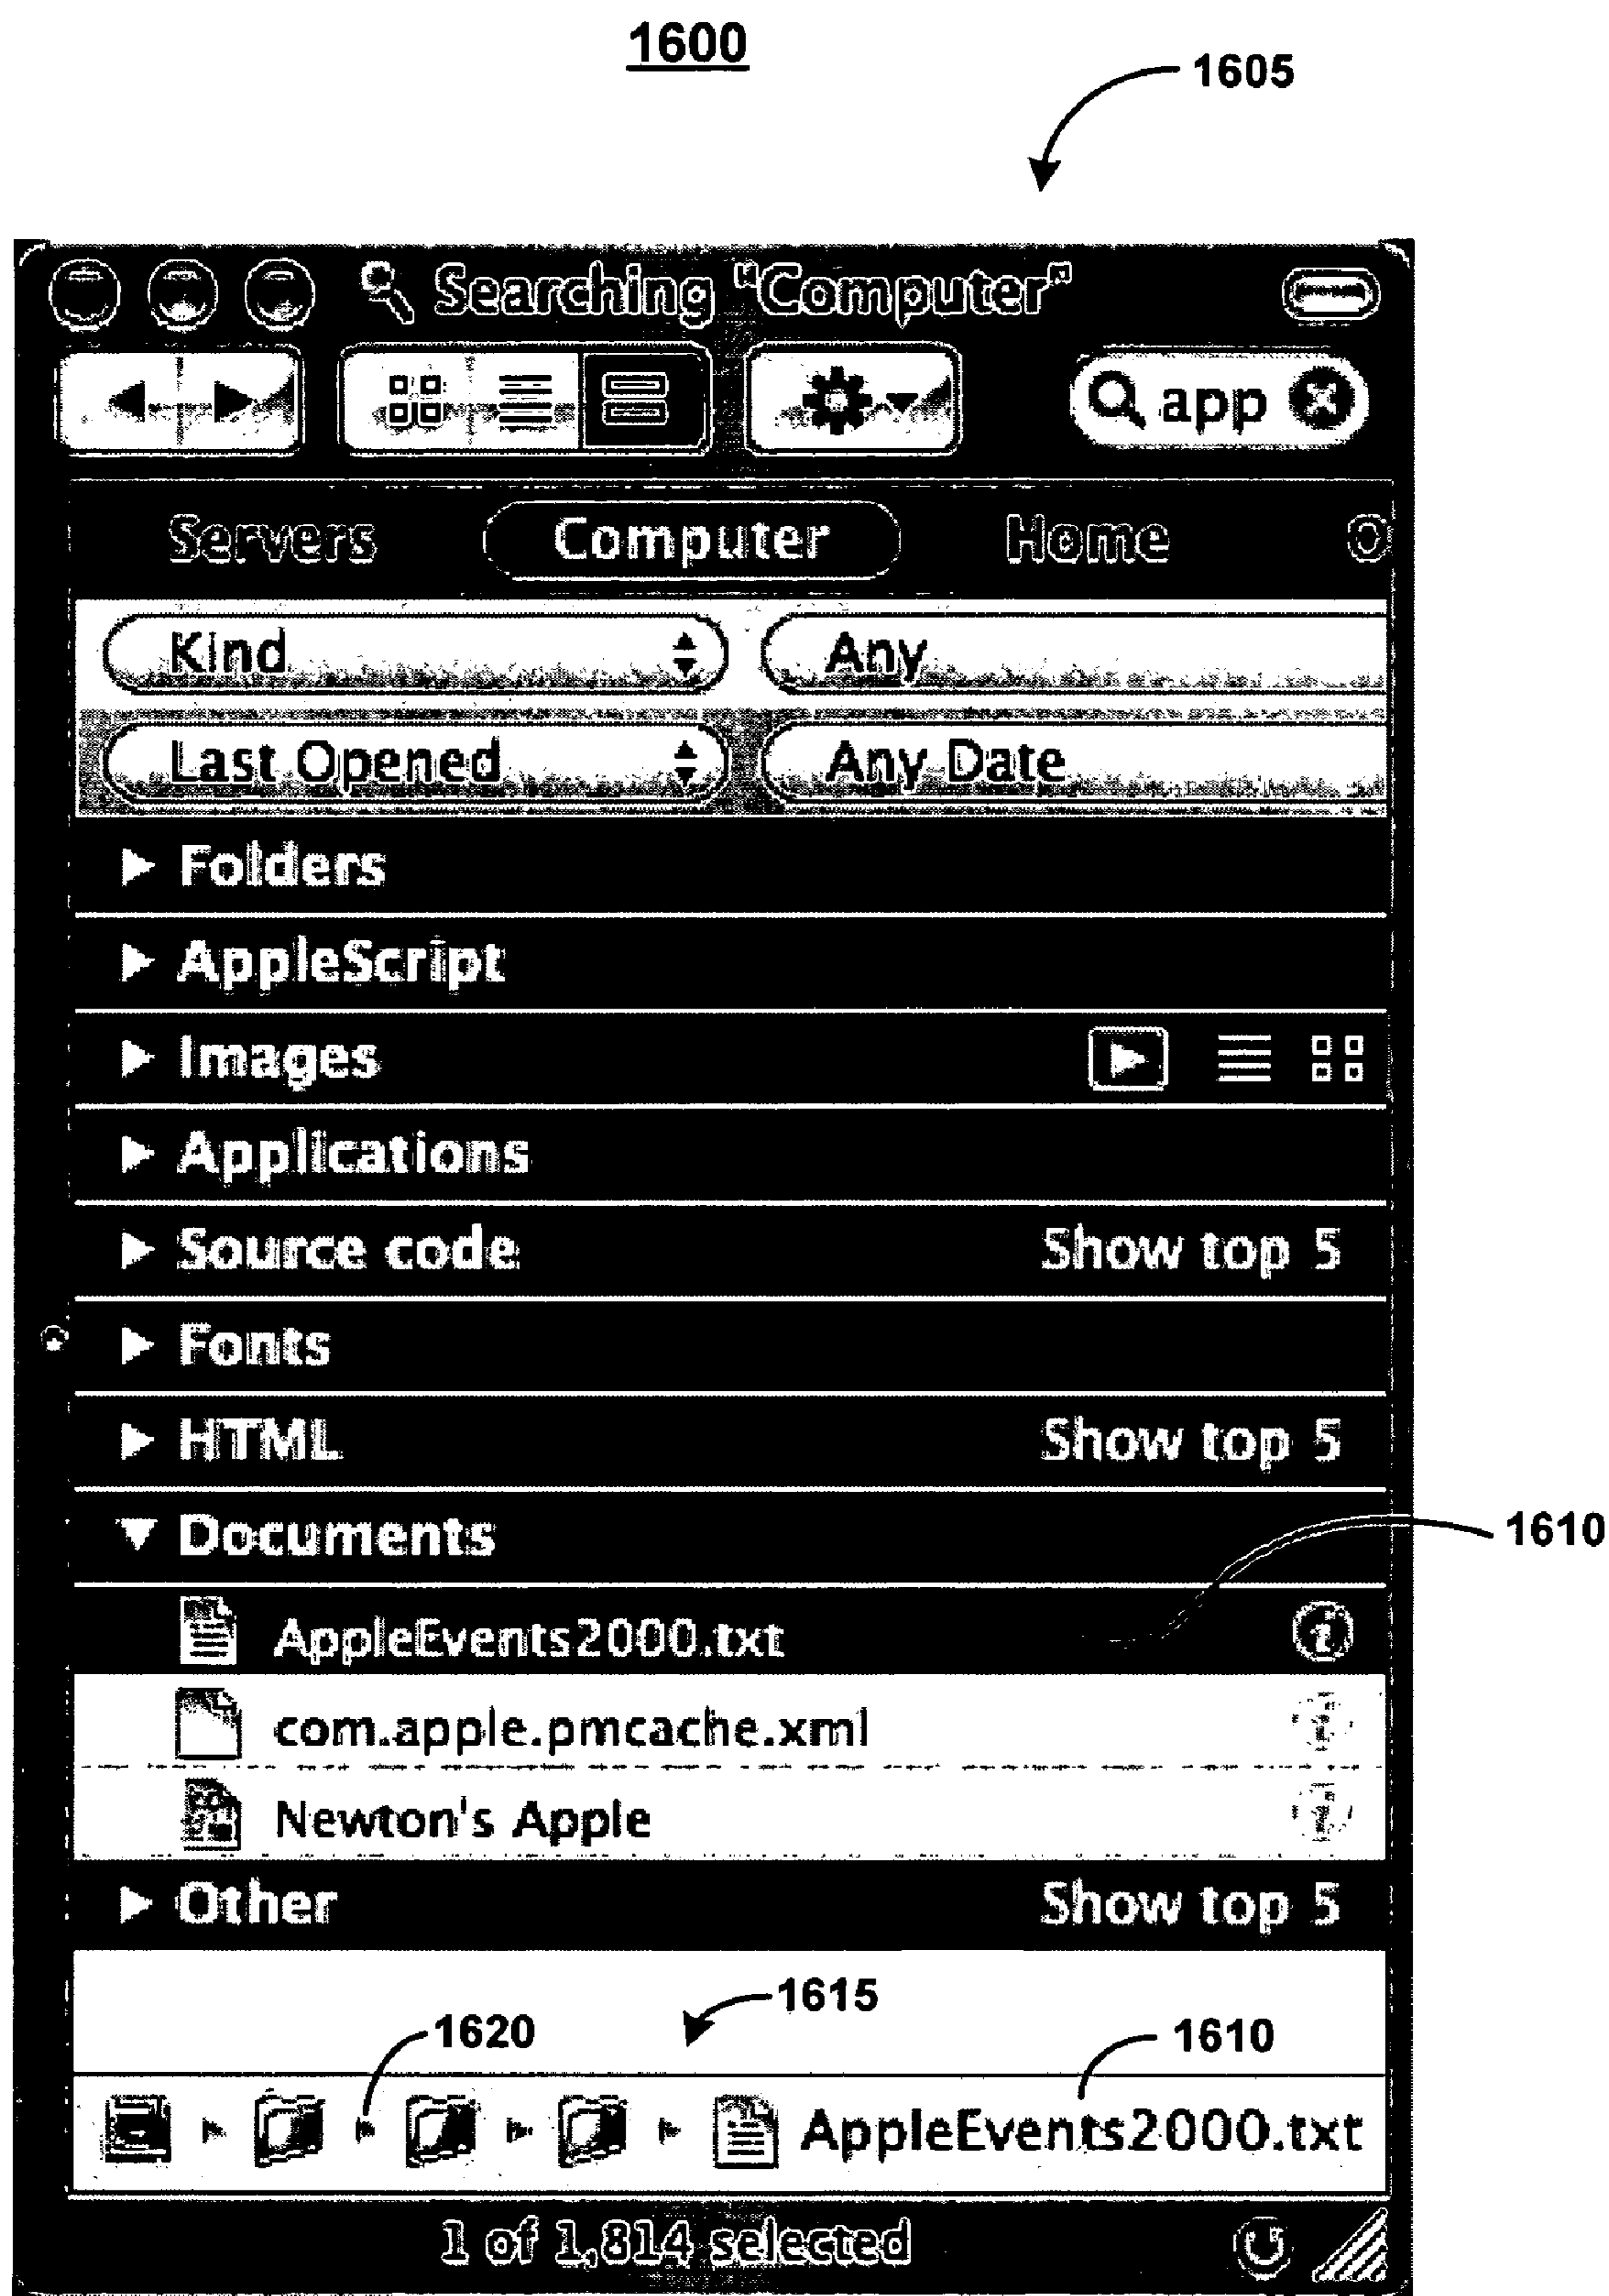 1600
1605
Searching "Computer"
app
Servers Computer Home
Kind Any
Last Opened Any Date
Folders
AppleScript
Images
Applications
Source code Show top 5
Fonts
HTML Show top 5
Documents
1610
AppleEvents2000.txt
com.apple.pmcache.xml
Newton's Apple
Other Show top 5
1615
1620 1610
AppleEvents2000.txt
1 of 1,814 selected